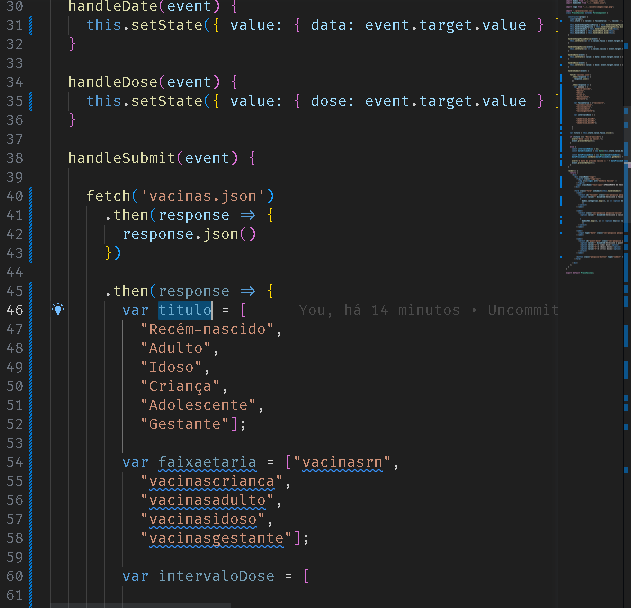 30 handleDate(event) {
31 this.setState({ value: { data: event.target.value }
32 }
33
34 handleDose(event) {
35 this.setState({ value: { dose: event.target.value }
36 }
37
38 handleSubmit(event) {
39
40 fetch('vacinas.json')
41 .then(response => {
42 response.json()
43 })
44
45 .then(response => {
46 var titulo = [ You, há 14 minutos • Uncommit
47 "Recém-nascido",
48 "Adulto",
49 "Idoso",
50 "Criança",
51 "Adolescente",
52 "Gestante"];
53
54 var faixaetaria = ["vacinasrn",
55 "vacinascrianca",
56 "vacinasadulto",
57 "vacinasidoso",
58 "vacinasgestante"];
59
60 var intervaloDose = [
61